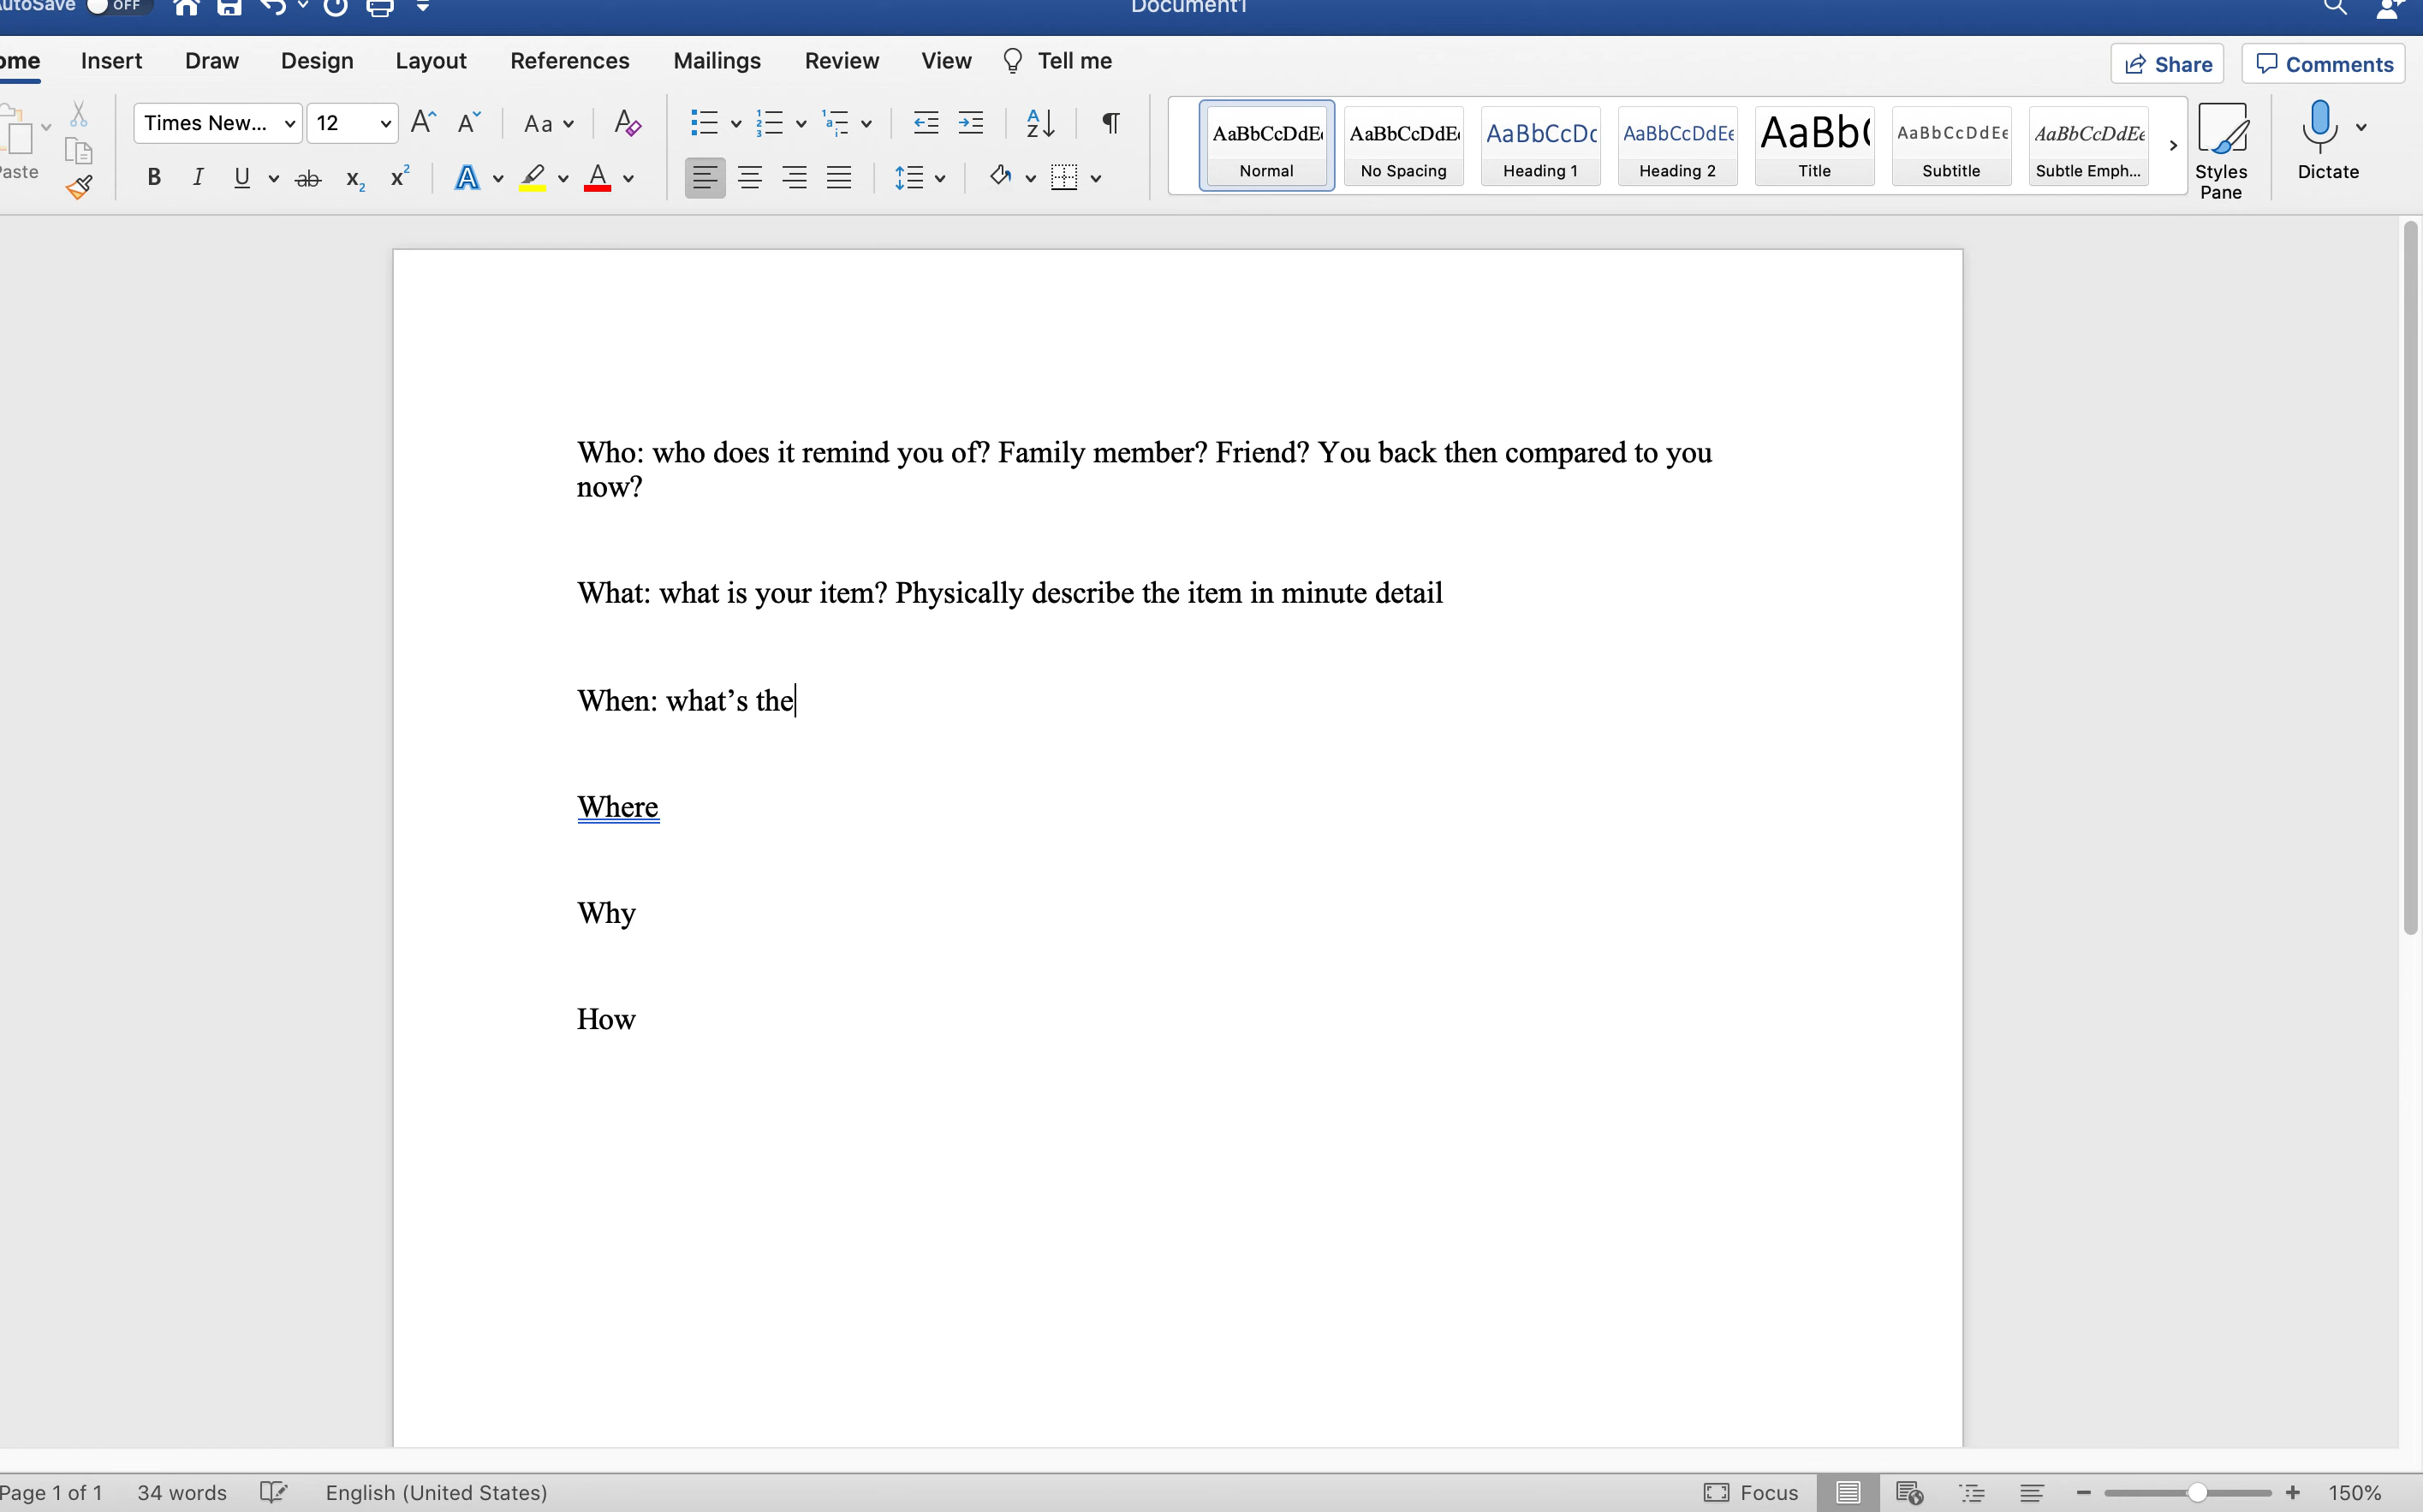 AutoSave OFF Document1
ome Insert Draw Design Layout References Mailings Review View Tell me Share Comments
Times New... 12 Aa AaBbCcDdEe AaBbCcDdEe AaBbCcDc AaBbCcDdEe AaBb( AaBbCcDdEe AaBbCcDdEe
Paste Normal No Spacing Heading 1 Heading 2 Title Subtitle Subtle Emph... Styles Pane Dictate
Who: who does it remind you of? Family member? Friend? You back then compared to you
now?
What: what is your item? Physically describe the item in minute detail
When: what’s the
Where
Why
How
Page 1 of 1 34 words English (United States) Focus 150%